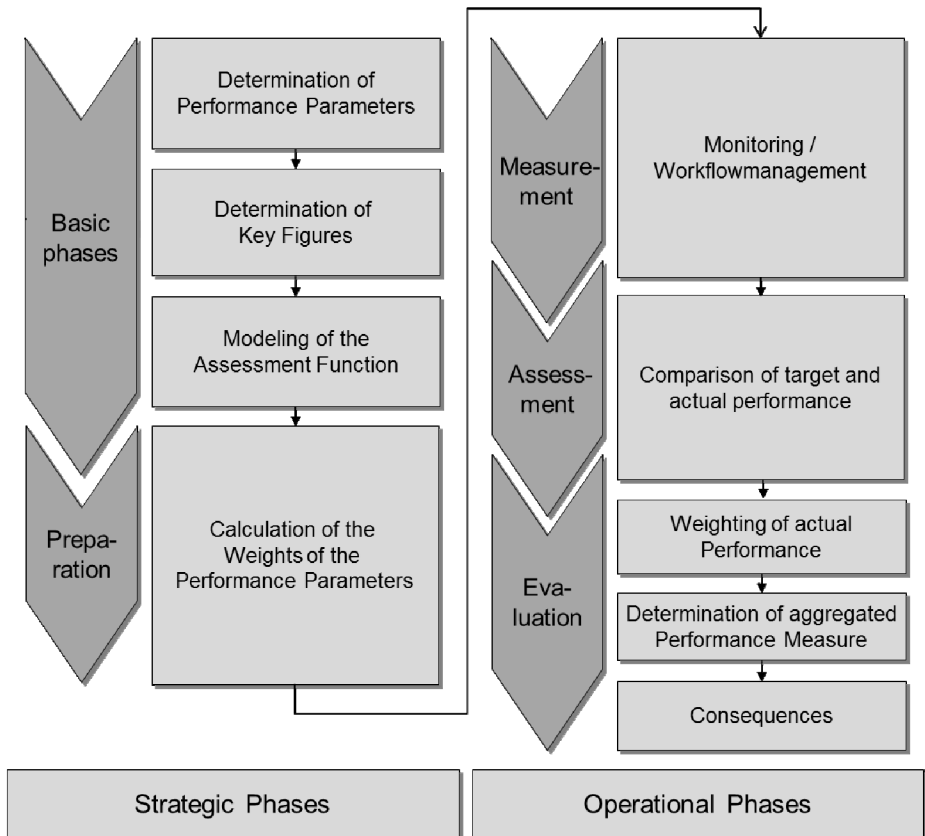 Basic
phases
Determination of
Performance Parameters
Determination of
Key Figures
Modeling of the
Assessment Function
Prepa-
ration
Calculation of the
Weights of the
Performance Parameters
Strategic Phases
Measure-
ment
Monitoring /
Workflowmanagement
Assess-
ment
Comparison of target and
actual performance
Eva-
luation
Weighting of actual
Performance
Determination of aggregated
Performance Measure
Consequences
Operational Phases